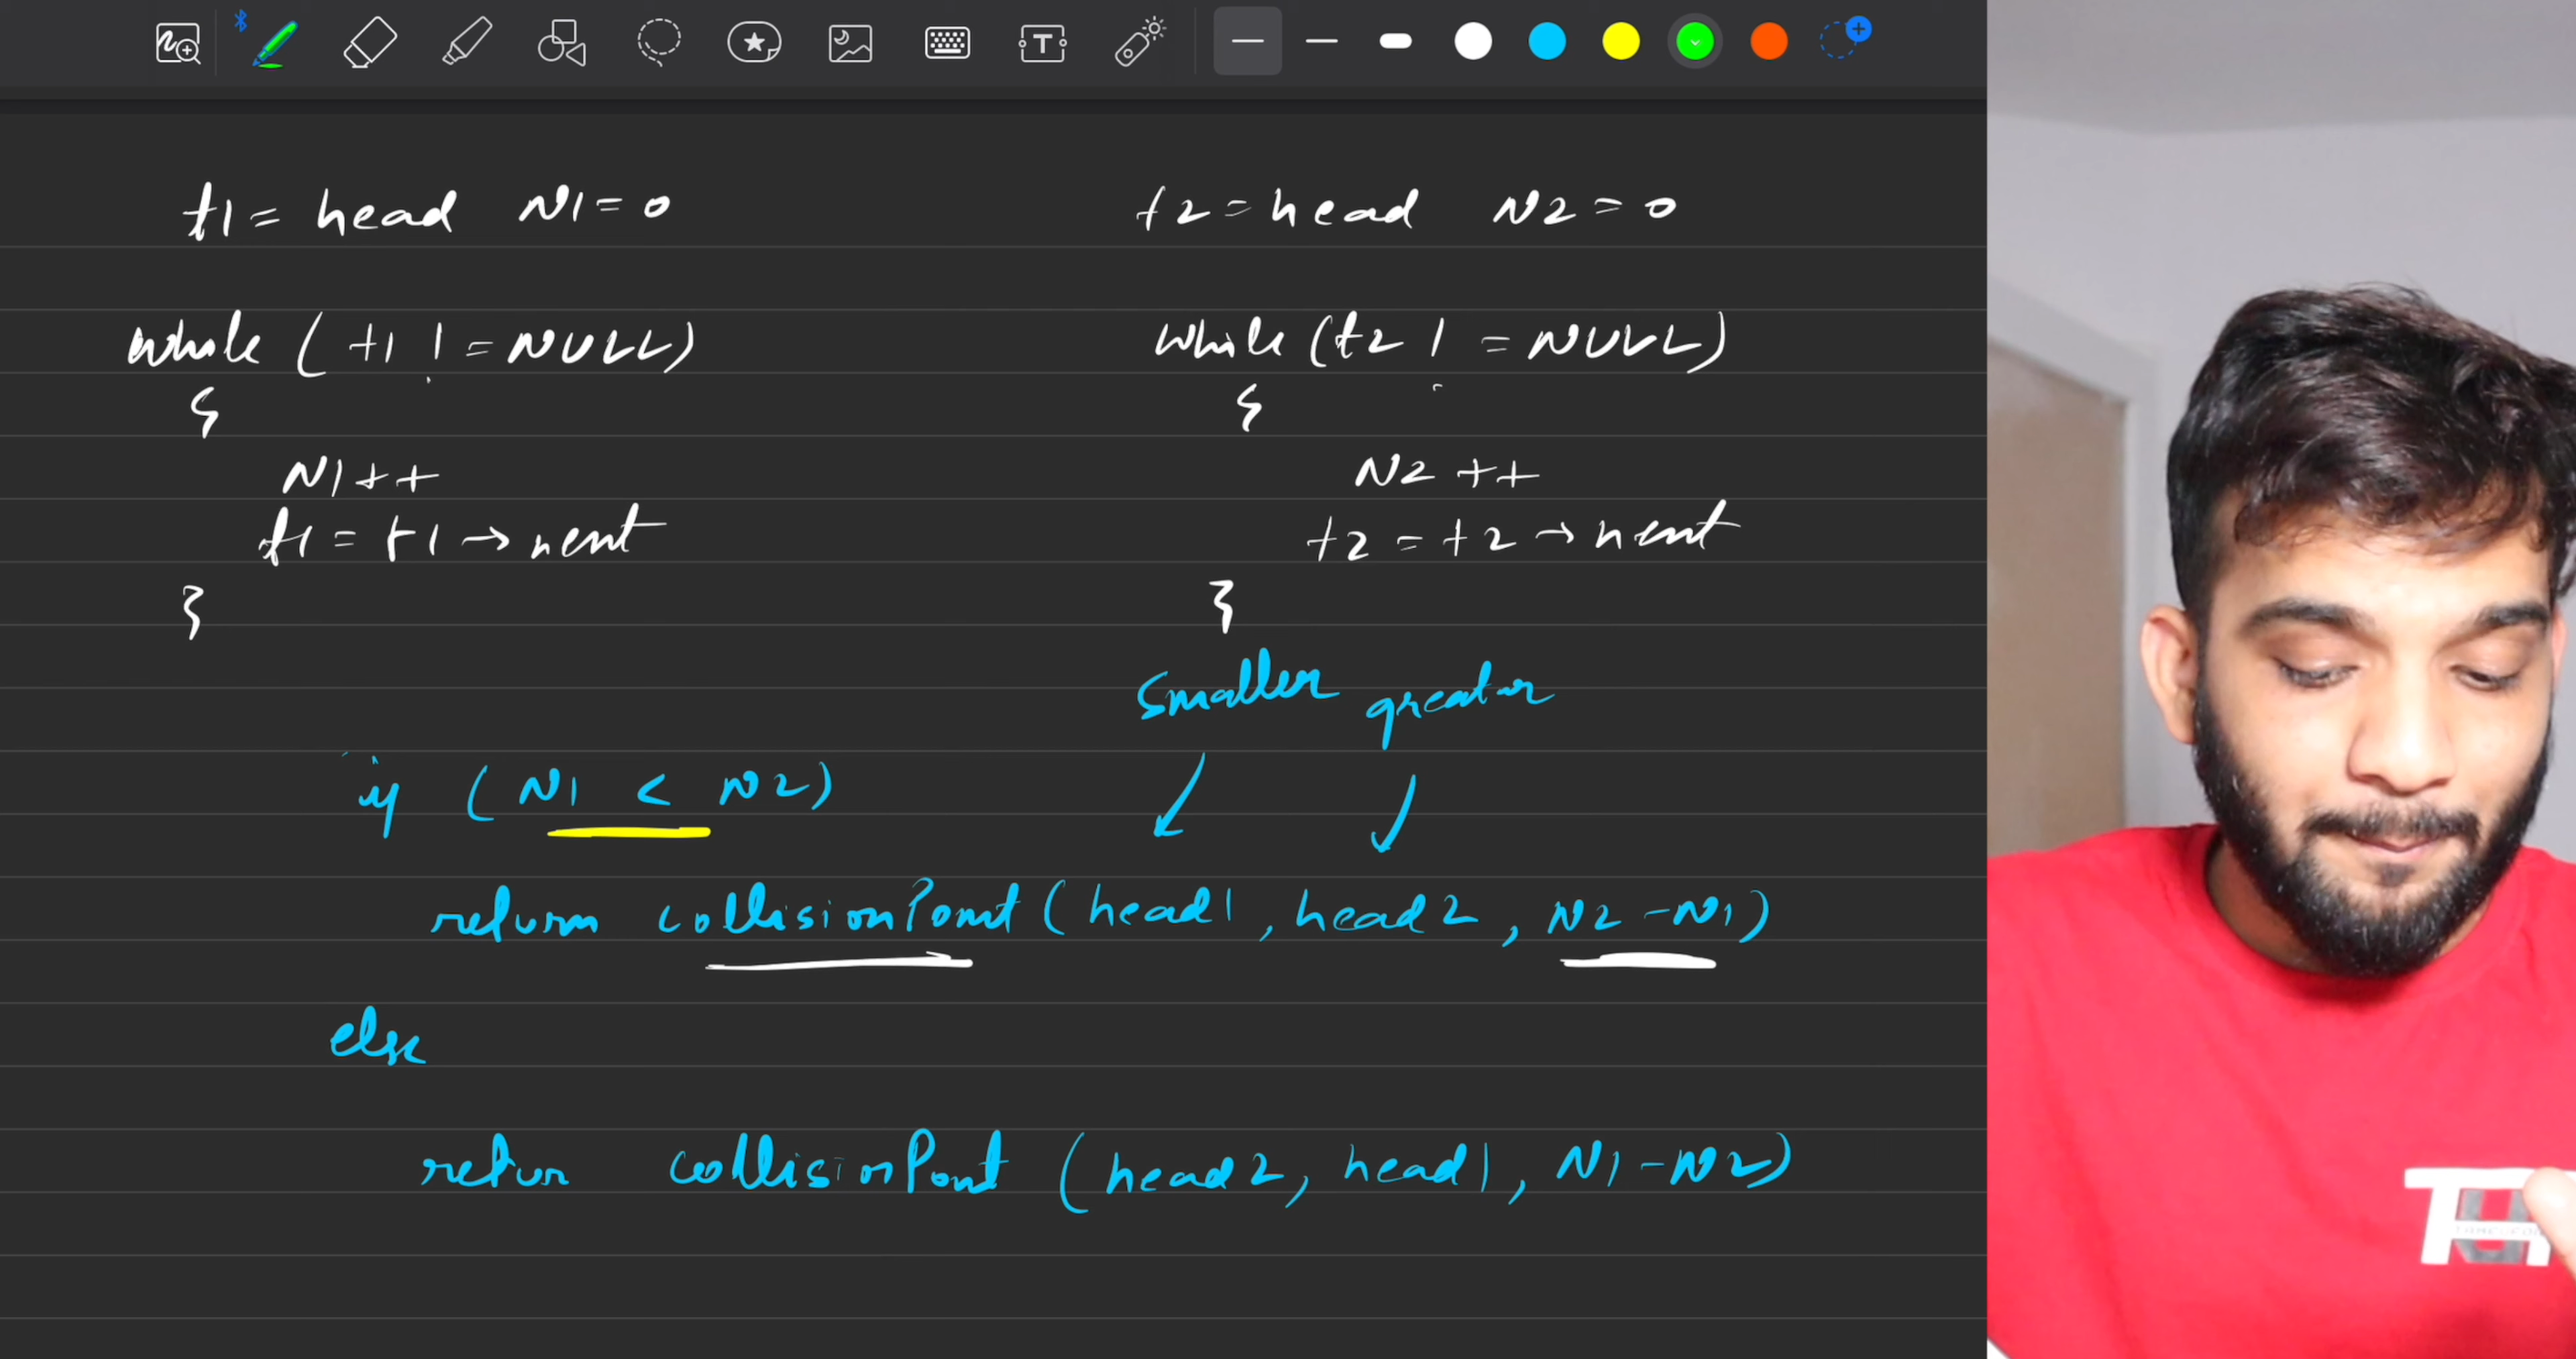 t1 = head N1 = 0
while (t1 != NULL)
{
N1++
t1 = t1 → next
}
t2 = head N2 = 0
while (t2 != NULL)
{
N2++
t2 = t2 → next
}
smaller greater
if (N1 < N2)
return collisionPoint (head1, head2, N2 - N1)
else
return collisionPoint (head2, head1, N1 - N2)
T